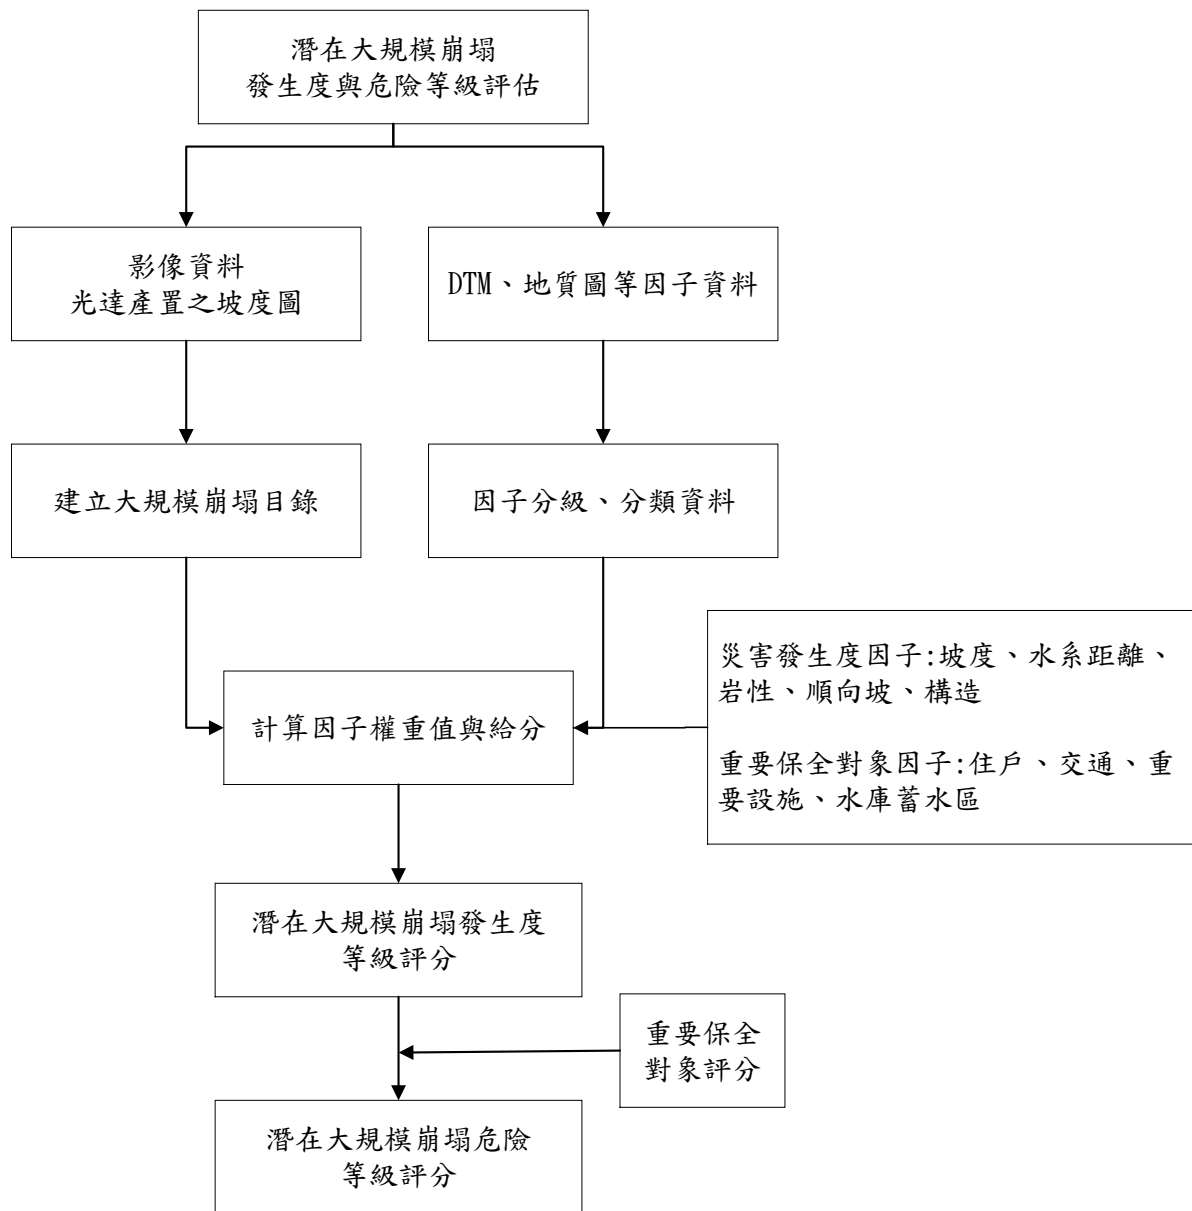 潛在大規模崩塌
發生度與危險等級評估
影像資料
光達產置之坡度圖
DTM、地質圖等因子資料
建立大規模崩塌目錄
因子分級、分類資料
災害發生度因子:坡度、水系距離、
岩性、順向坡、構造
重要保全對象因子:住戶、交通、重
要設施、水庫蓄水區
計算因子權重值與給分
潛在大規模崩塌發生度
等級評分
重要保全
對象評分
潛在大規模崩塌危險
等級評分